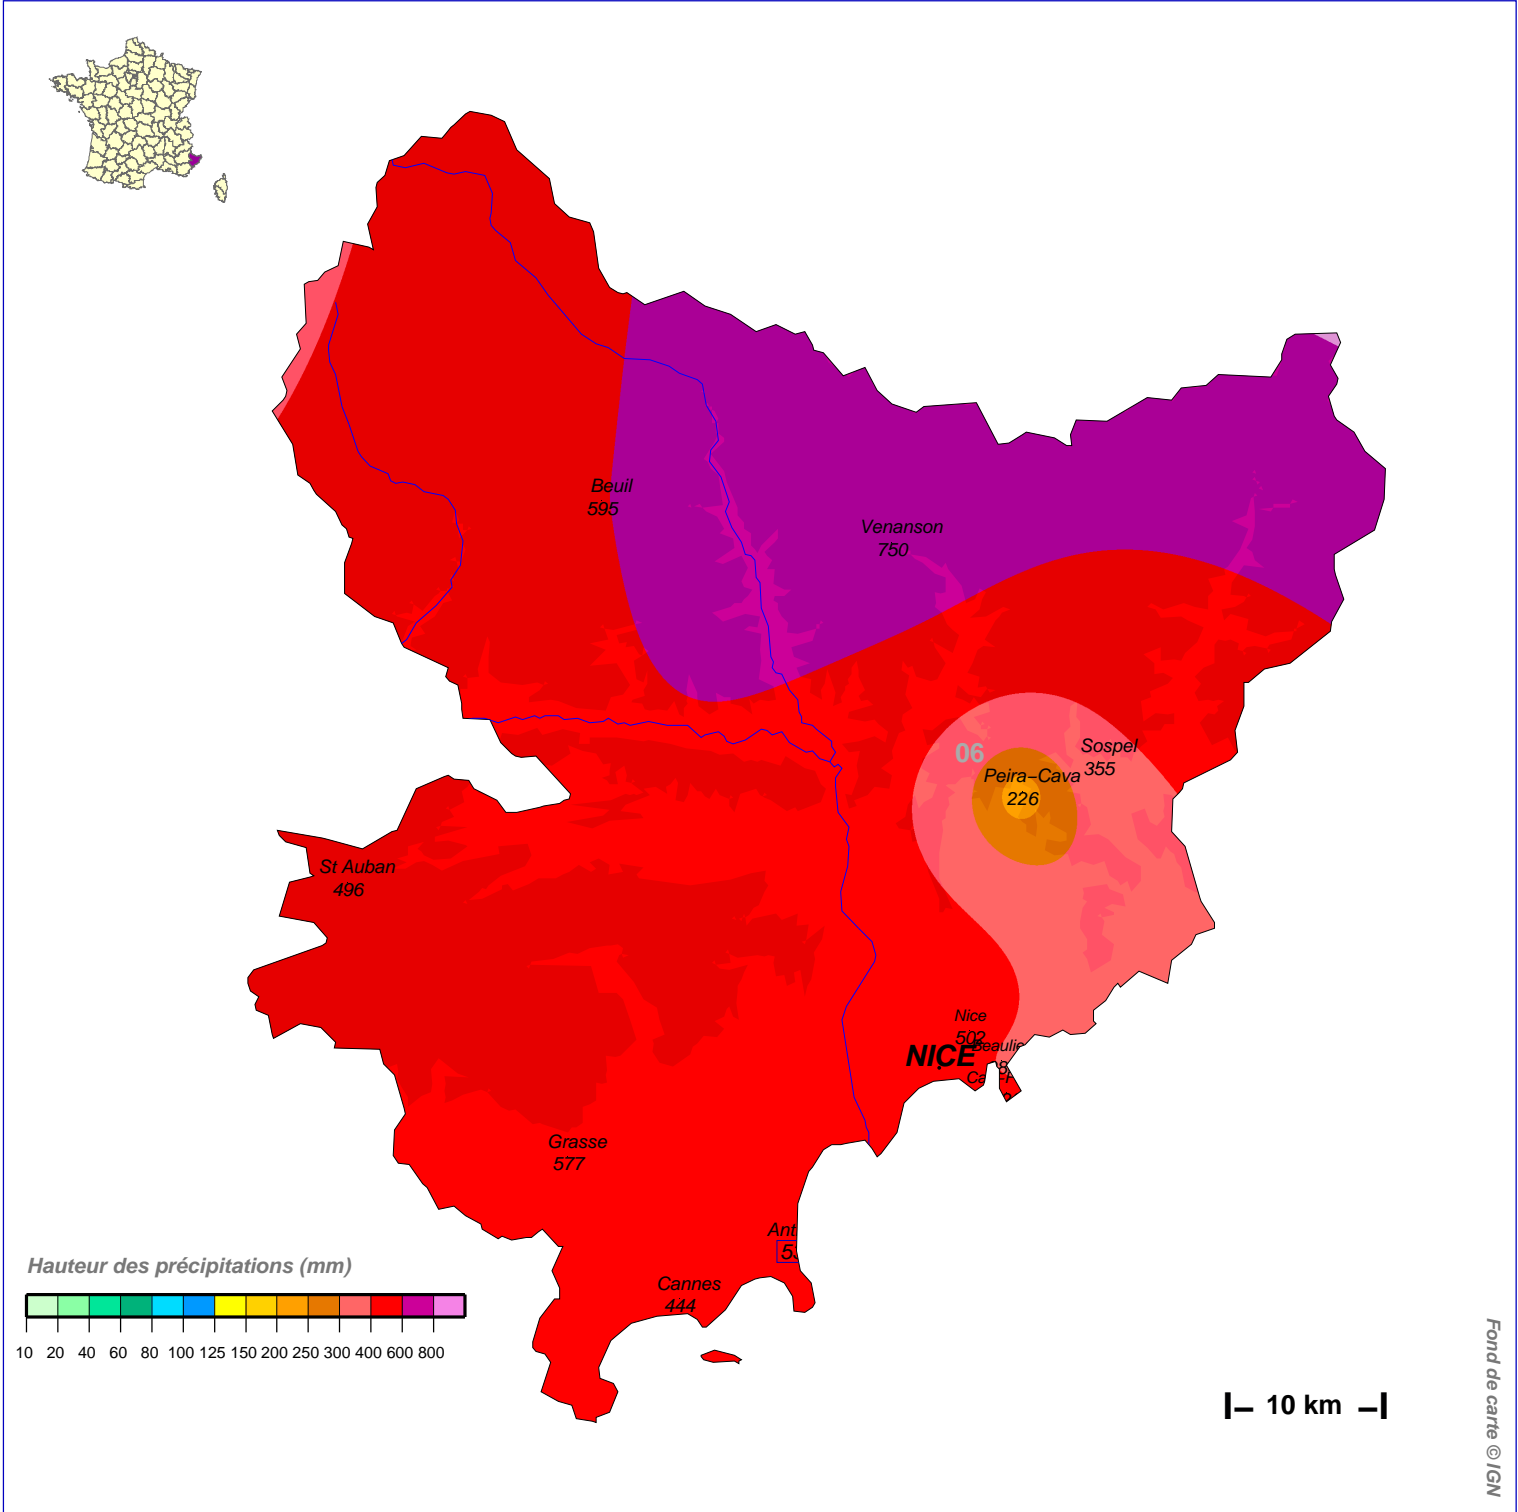 Beuil
595
Venanson
750
06
Sospel
355
Peira–Cava
226
St Auban
496
Nice
502
NICE
Grasse
577
Cannes
444
Hauteur des précipitations (mm)
10 20 40 60 80 100 125 150 200 250 300 400 600 800
10 km
Fond de carte © IGN